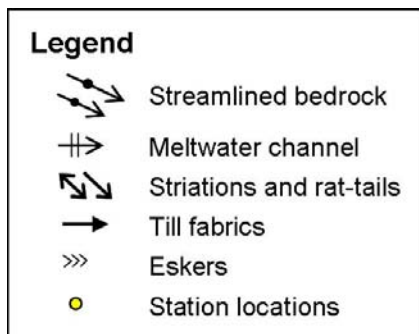 Legend
Streamlined bedrock
Meltwater channel
Striations and rat-tails
Till fabrics
Eskers
Station locations